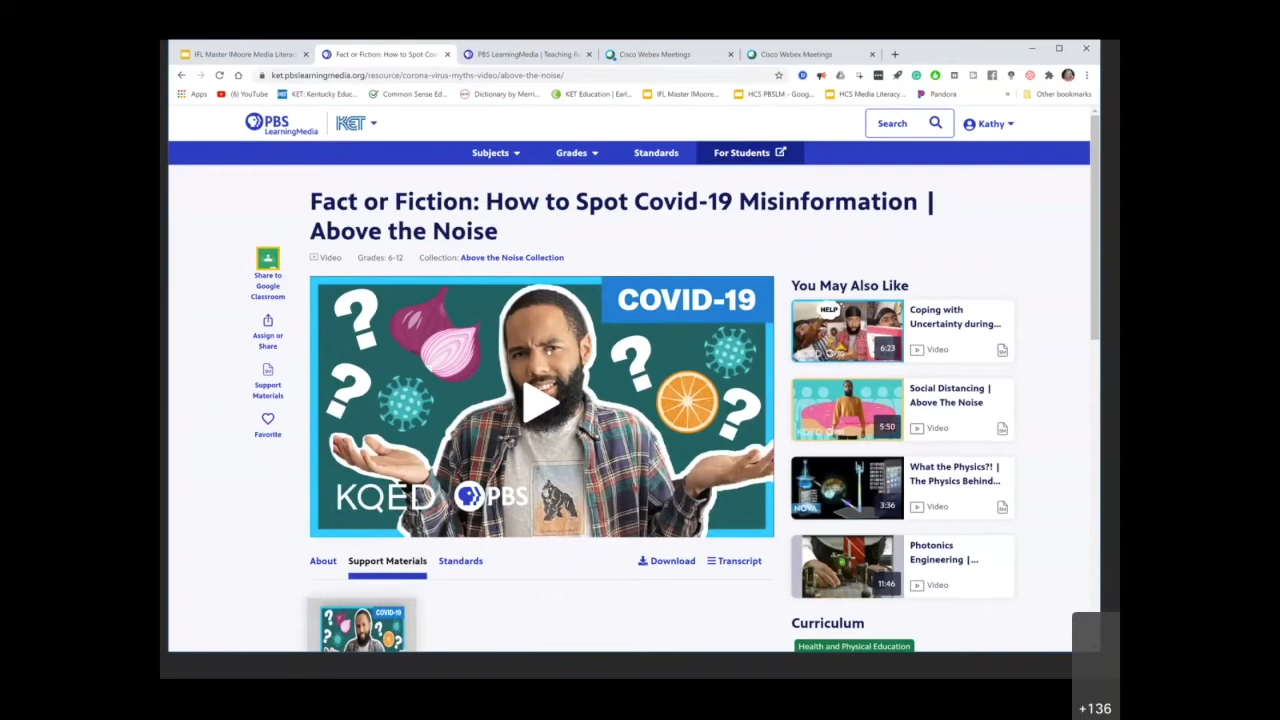 IFL Master IMoore Media Literac
Fact or Fiction: How to Spot Cov
PBS LearningMedia | Teaching Re
Cisco Webex Meetings
Cisco Webex Meetings
ket.pbslearningmedia.org/resource/corona-virus-myths-video/above-the-noise/
Apps
(6) YouTube
KET: Kentucky Educ...
Common Sense Ed...
Dictionary by Merri...
KET Education | Earl...
IFL Master IMoore...
HCS PBSLM - Goog...
HCS Media Literacy...
Pandora
»
Other bookmarks
PBS
LearningMedia
KET
Search
Kathy
Subjects
Grades
Standards
For Students
Fact or Fiction: How to Spot Covid-19 Misinformation |
Above the Noise
Video
Grades: 6-12
Collection: Above the Noise Collection
Share to
Google
Classroom
Assign or
Share
Support
Materials
Favorite
COVID-19
? ? ? ?
KQED PBS
About
Support Materials
Standards
Download
Transcript
COVID-19
You May Also Like
HELP
KQED
6:23
Coping with
Uncertainty during...
Video
KQED
5:50
Social Distancing |
Above The Noise
Video
NOVA
3:36
What the Physics?! |
The Physics Behind...
Video
11:46
Photonics
Engineering |...
Video
Curriculum
Health and Physical Education
+136